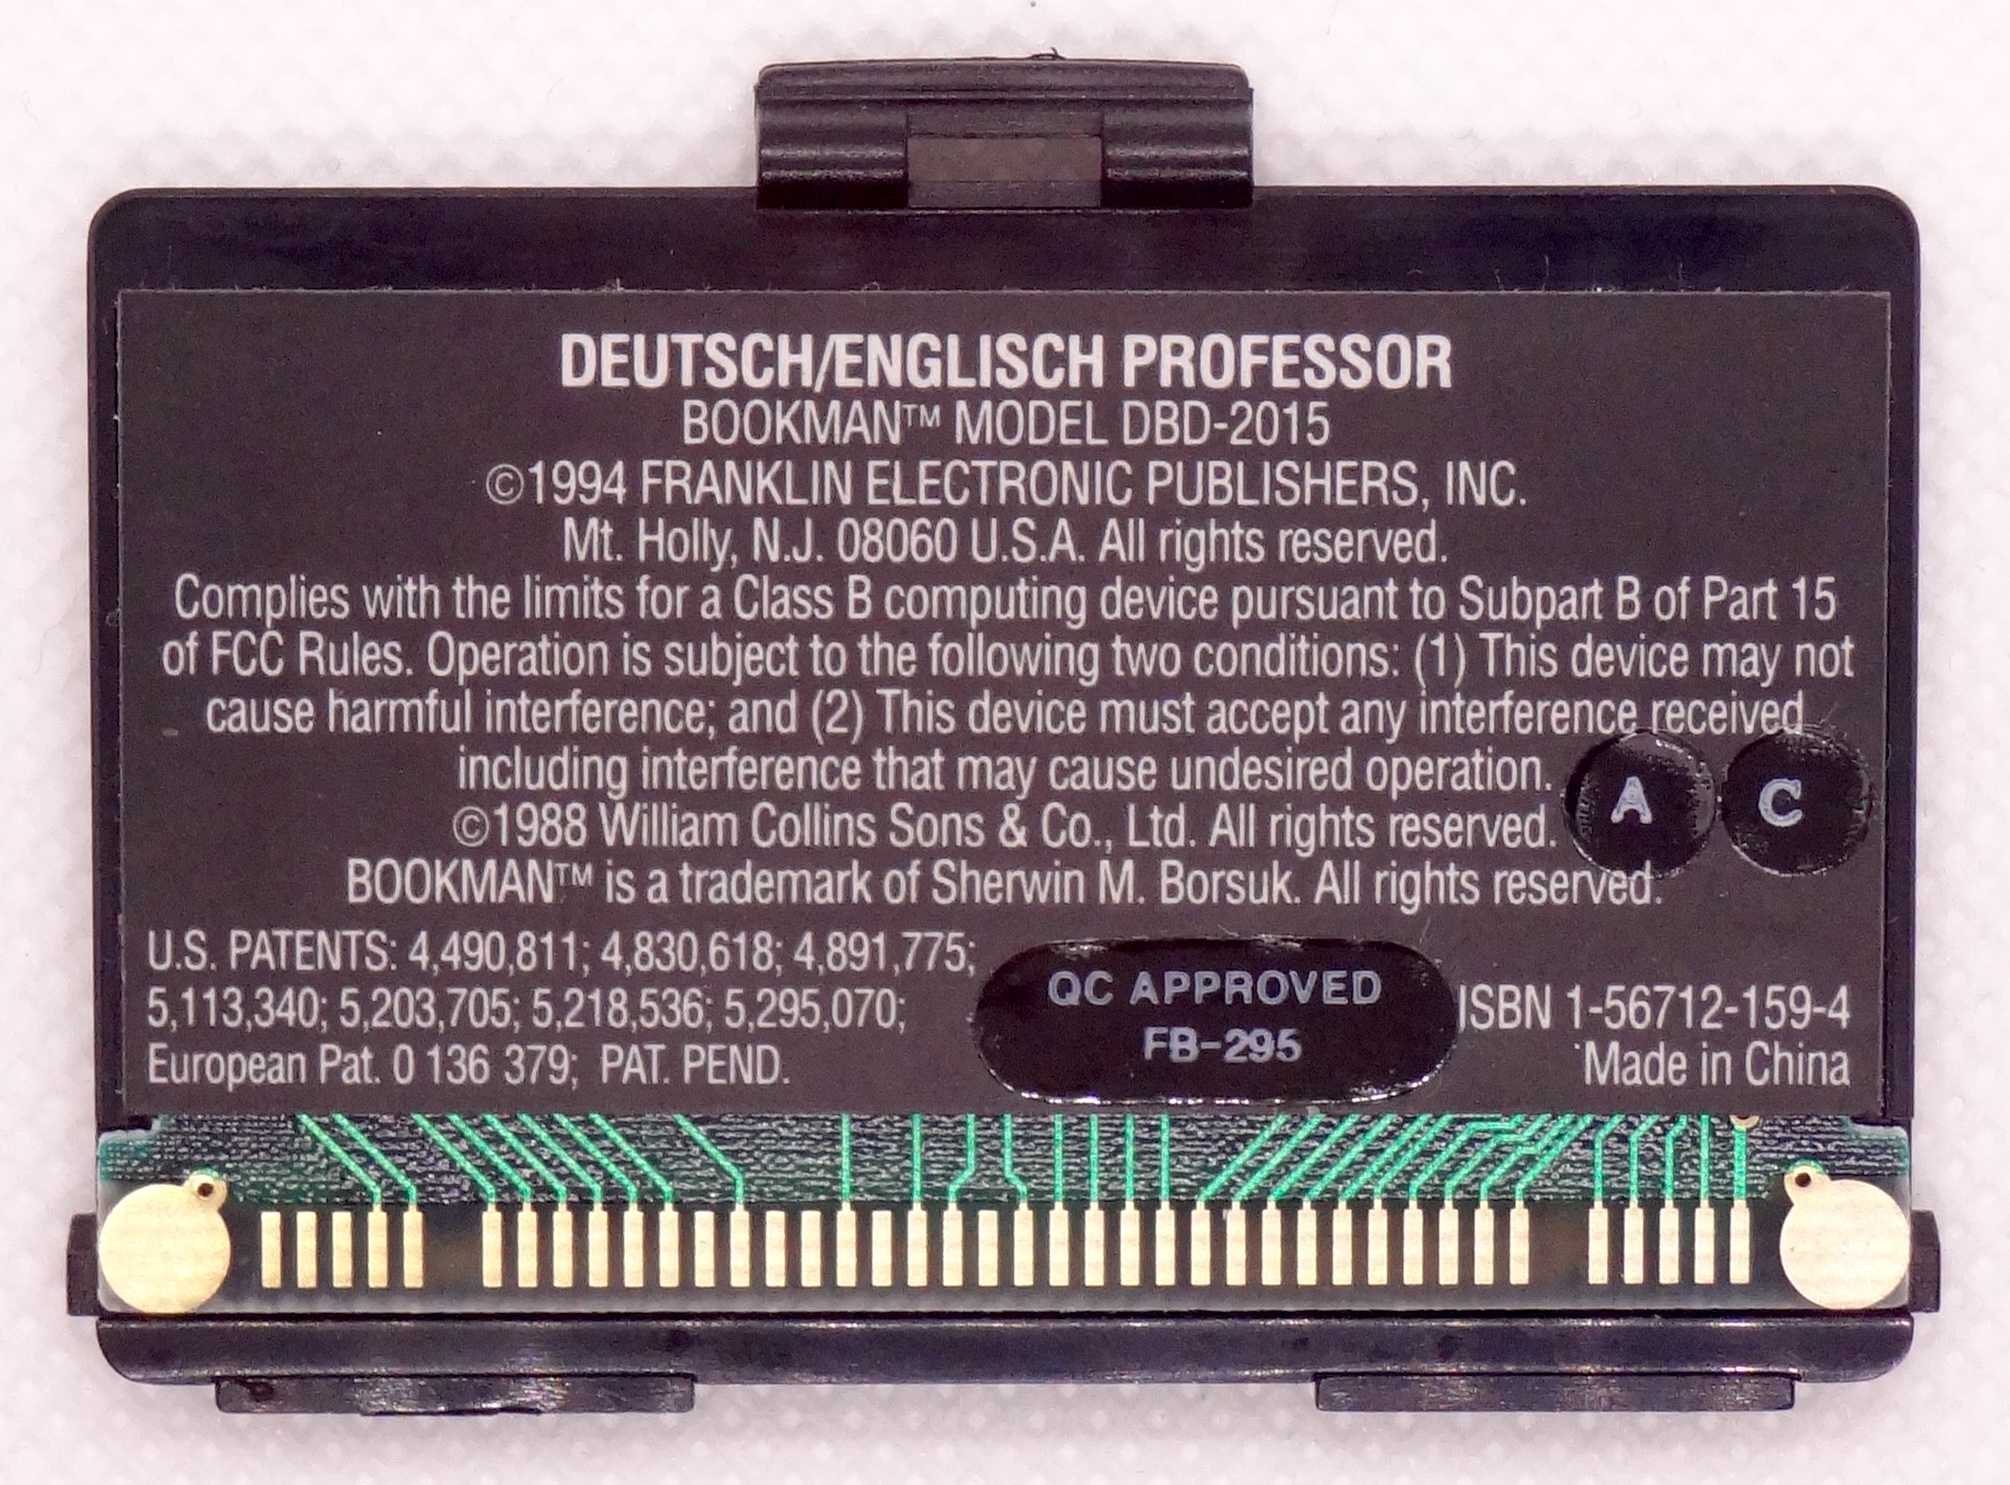 DEUTSCH/ENGLISCH PROFESSOR
BOOKMAN™ MODEL DBD-2015
©1994 FRANKLIN ELECTRONIC PUBLISHERS, INC.
Mt. Holly, N.J. 08060 U.S.A. All rights reserved.
Complies with the limits for a Class B computing device pursuant to Subpart B of Part 15
of FCC Rules. Operation is subject to the following two conditions: (1) This device may not
cause harmful interference; and (2) This device must accept any interference received
including interference that may cause undesired operation.
A C
©1988 William Collins Sons & Co., Ltd. All rights reserved.
BOOKMAN™ is a trademark of Sherwin M. Borsuk. All rights reserved.
U.S. PATENTS: 4,490,811; 4,830,618; 4,891,775;
5,113,340; 5,203,705; 5,218,536; 5,295,070;
European Pat. 0 136 379; PAT. PEND.
QC APPROVED
FB-295
ISBN 1-56712-159-4
Made in China